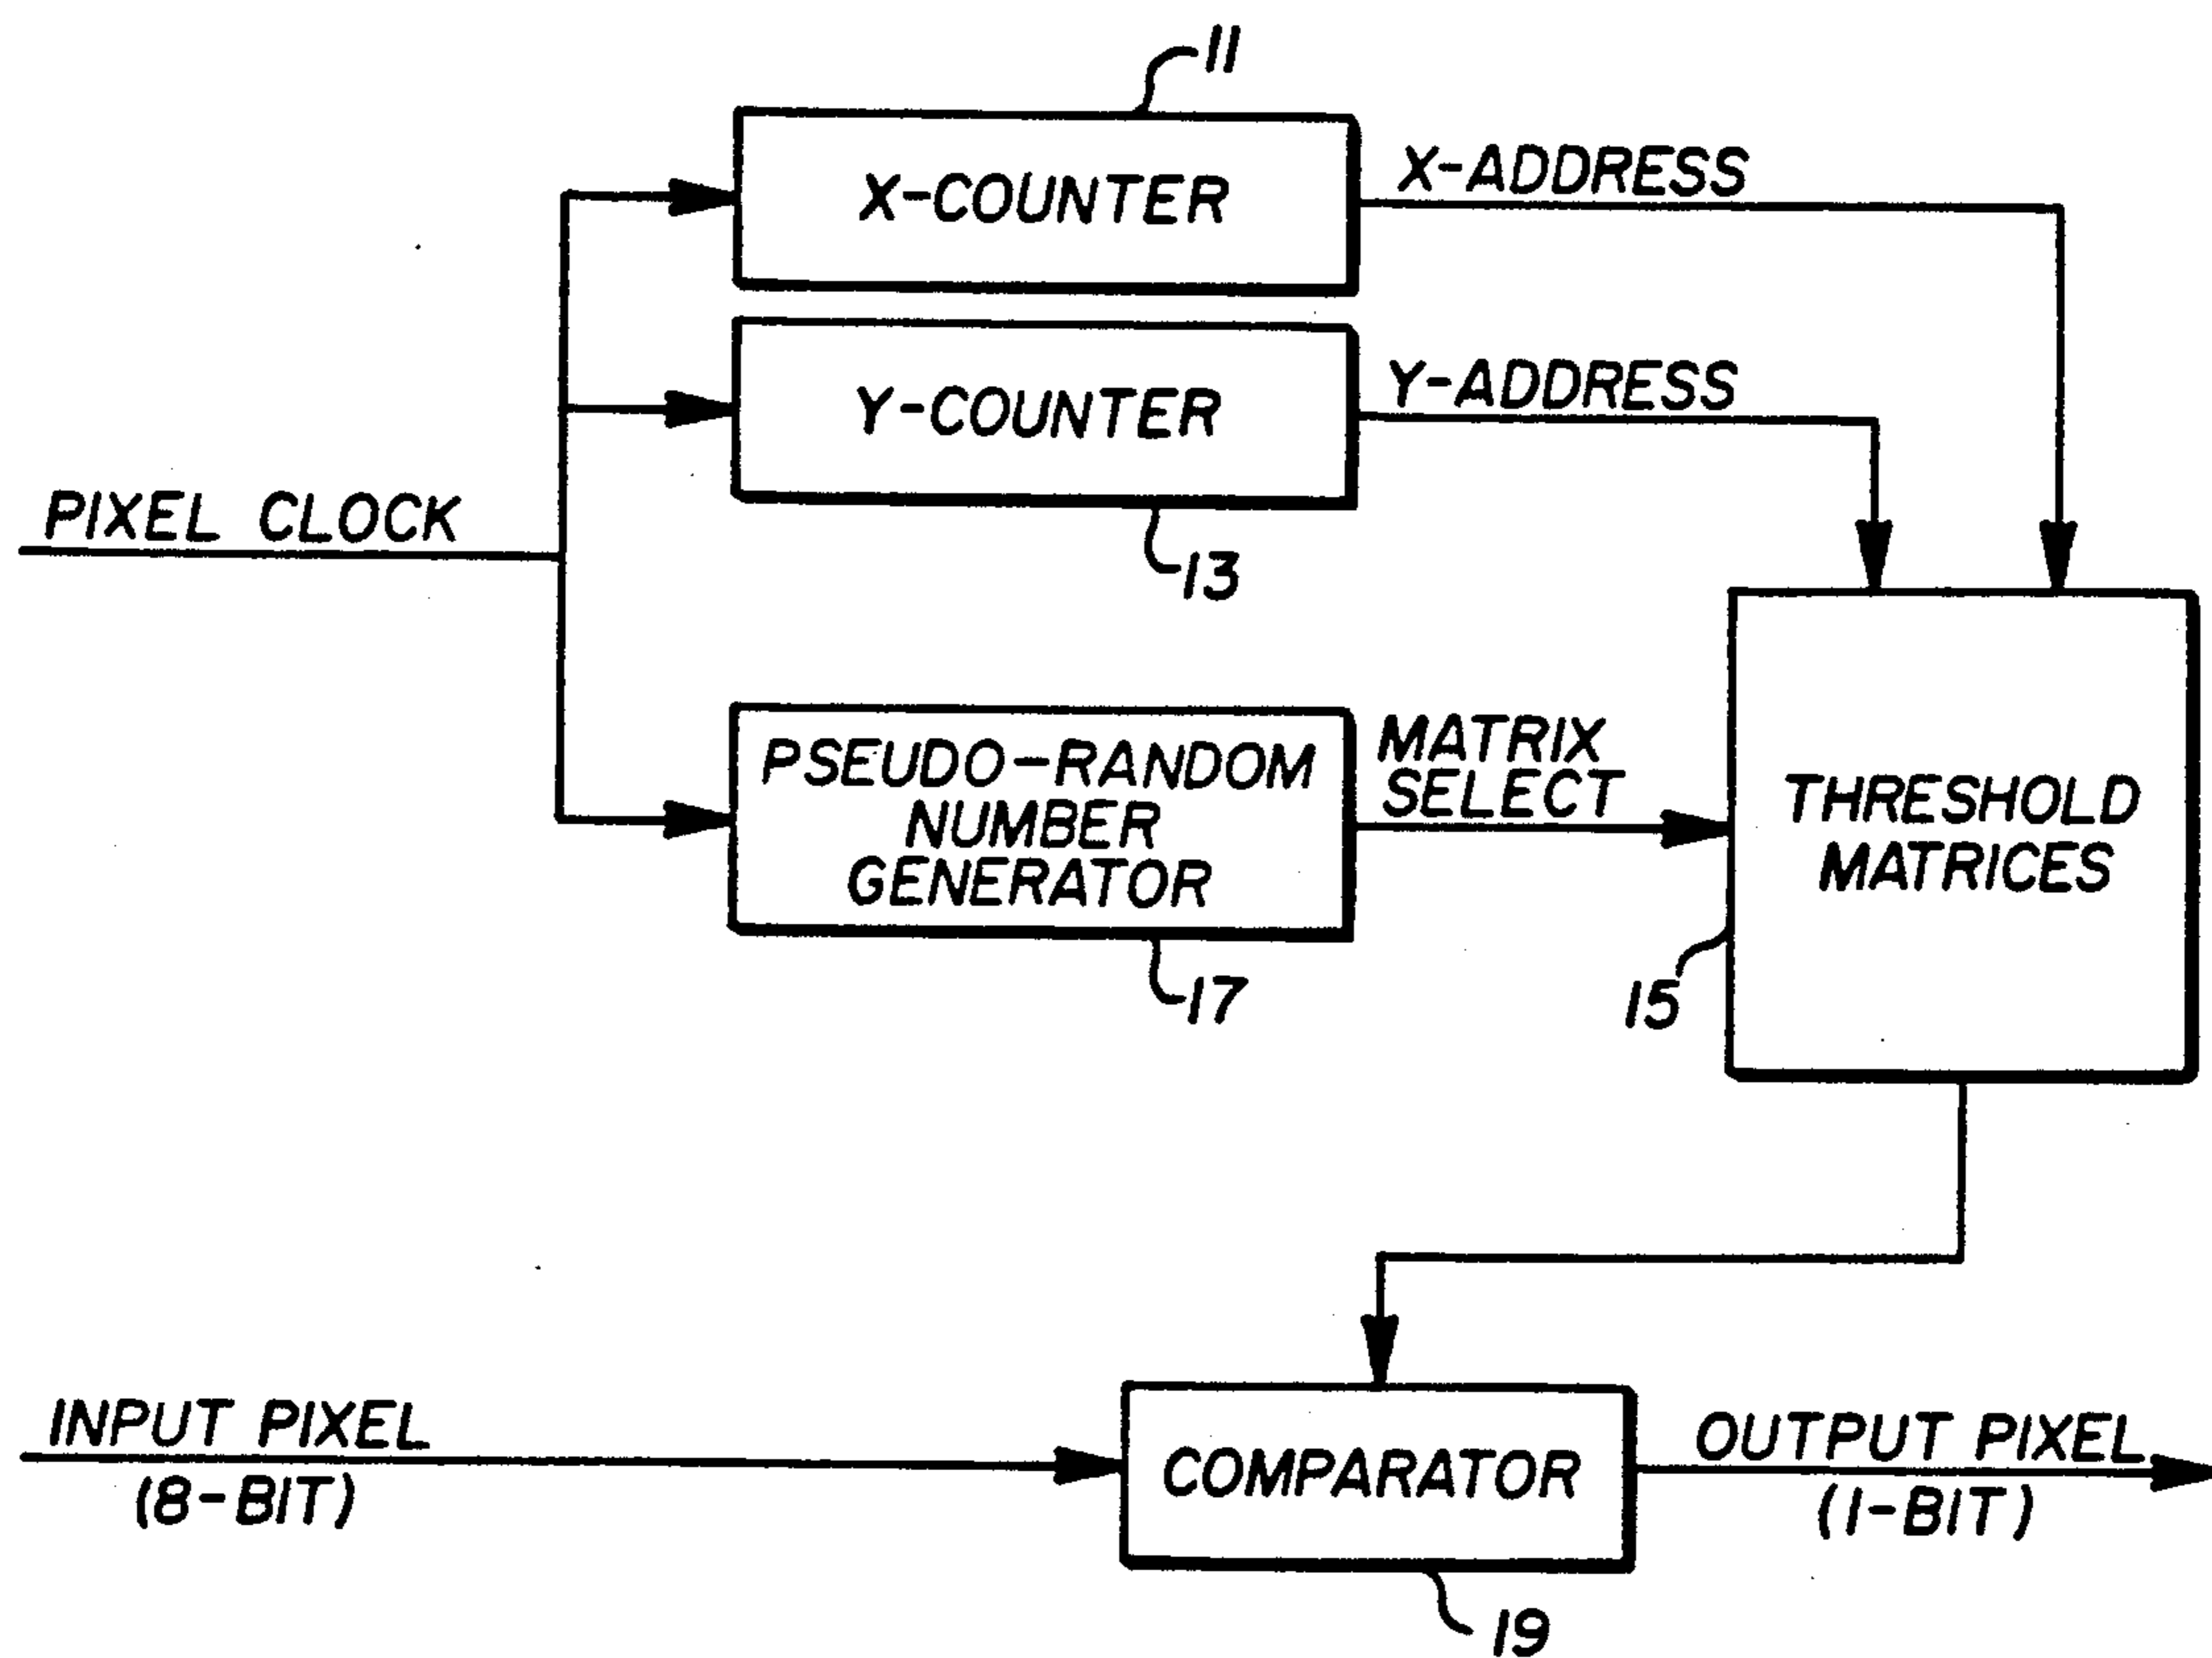 11
X-COUNTER
X-ADDRESS
Y-COUNTER
Y-ADDRESS
PIXEL CLOCK
13
PSEUDO-RANDOM
NUMBER
GENERATOR
MATRIX
SELECT
THRESHOLD
MATRICES
17
15
INPUT PIXEL
(8-BIT)
COMPARATOR
OUTPUT PIXEL
(1-BIT)
19